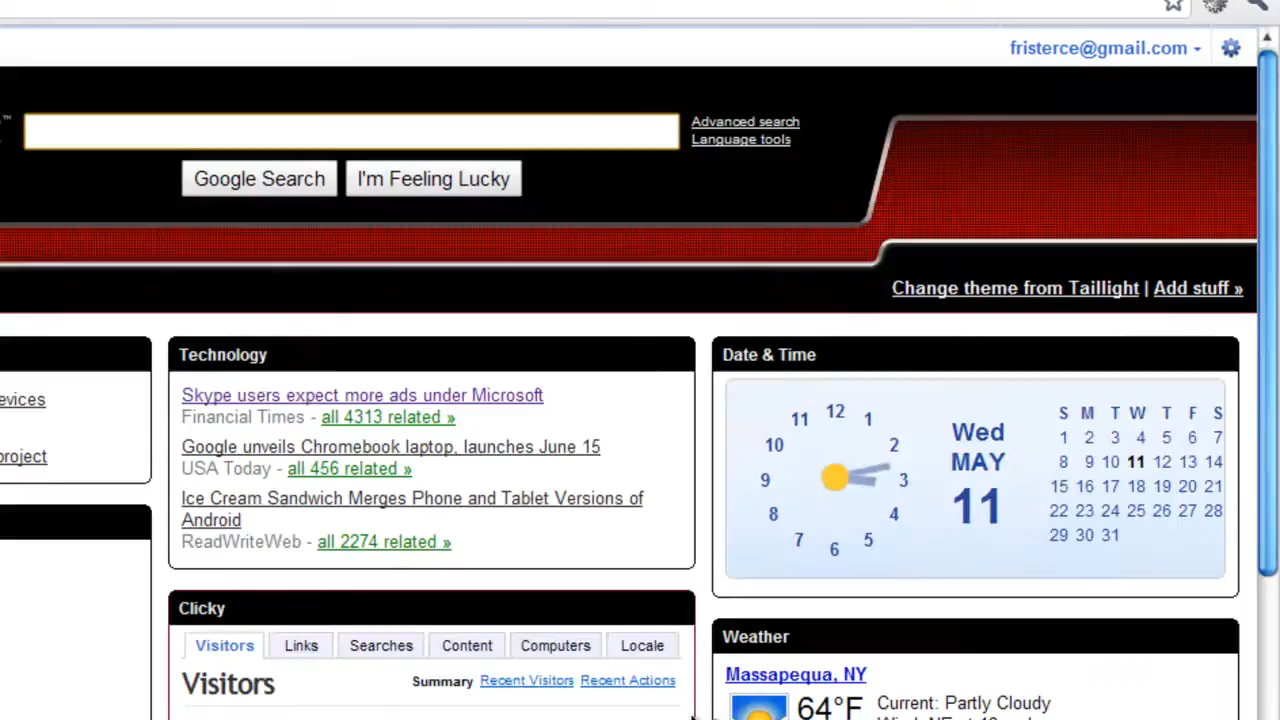 fristerce@gmail.com
™
Advanced search
Language tools
Google Search
I'm Feeling Lucky
Change theme from Taillight | Add stuff »
evices
roject
Technology
Skype users expect more ads under Microsoft
Financial Times - all 4313 related »
Google unveils Chromebook laptop, launches June 15
USA Today - all 456 related »
Ice Cream Sandwich Merges Phone and Tablet Versions of
Android
ReadWriteWeb - all 2274 related »
Clicky
Visitors Links Searches Content Computers Locale
Visitors
Summary Recent Visitors Recent Actions
Date & Time
12
11 1
10 2
9 3
8 4
7 5
6
Wed
MAY
11
S M T W T F S
1 2 3 4 5 6 7
8 9 10 11 12 13 14
15 16 17 18 19 20 21
22 23 24 25 26 27 28
29 30 31
Weather
Massapequa, NY
64°F
Current: Partly Cloudy